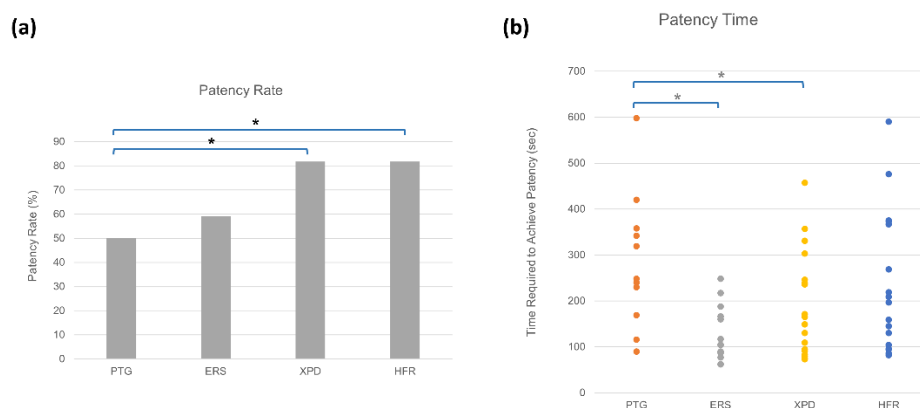 (a)
Patency Rate
*
*
90
80
70
60
50
40
30
20
10
0
Patency Rate (%)
PTG ERS XPD HFR
(b)
Patency Time
700
600
500
400
300
200
100
0
*
*
Time Required to Achieve Patency (sec)
PTG ERS XPD HFR